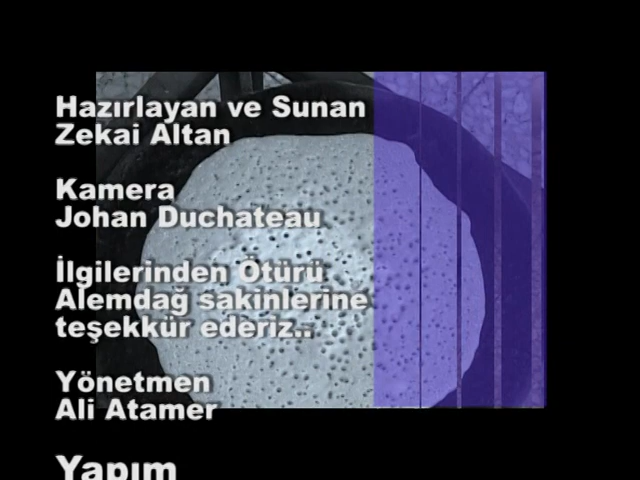 Hazırlayan ve Sunan
Zekai Altan
Kamera
Johan Duchateau
İlgilerinden Ötürü
Alemdağ sakinlerine
teşekkür ederiz..
Yönetmen
Ali Atamer
Yapım